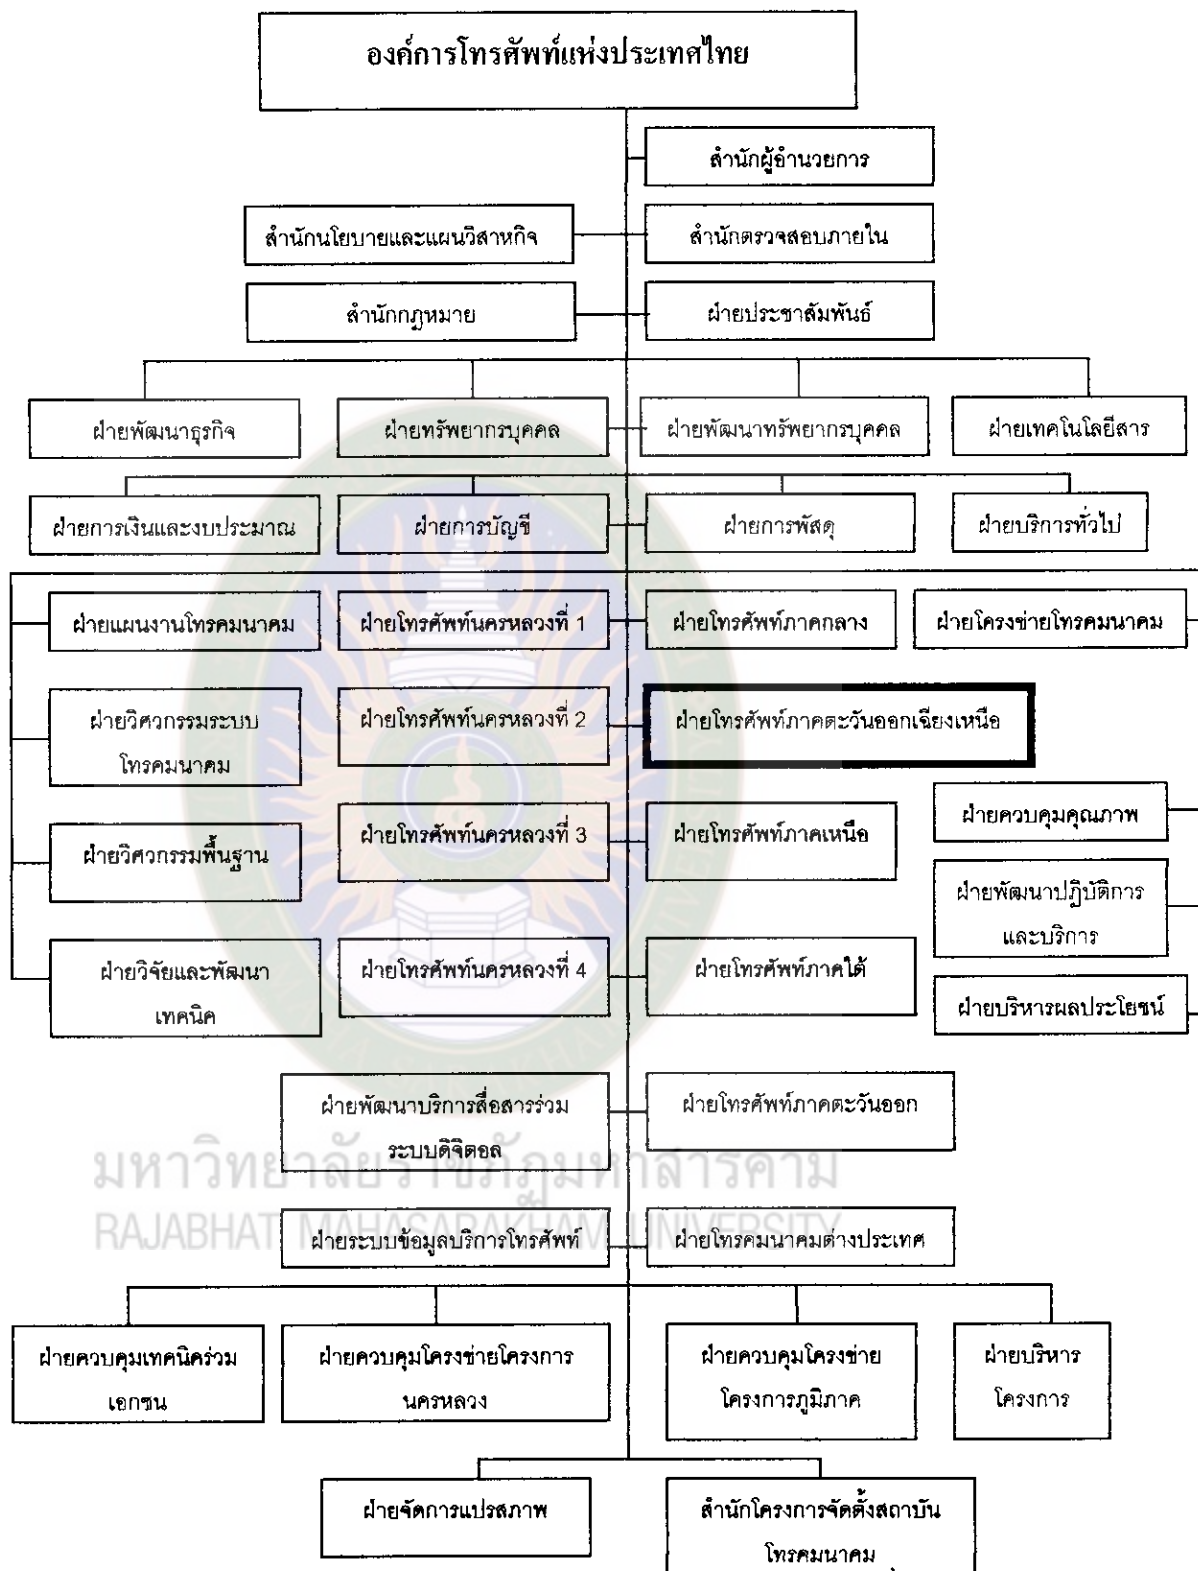 องค์การโทรศัพท์แห่งประเทศไทย
สำนักผู้อำนวยการ
สำนักนโยบายและแผนวิสาหกิจ
สำนักตรวจสอบภายใน
สำนักกฎหมาย
ฝ่ายประชาสัมพันธ์
ฝ่ายพัฒนาธุรกิจ
ฝ่ายทรัพยากรบุคคล
ฝ่ายพัฒนาทรัพยากรบุคคล
ฝ่ายเทคโนโลยีสาร
ฝ่ายการเงินและงบประมาณ
ฝ่ายการบัญชี
ฝ่ายการพัสดุ
ฝ่ายบริการทั่วไป
ฝ่ายแผนงานโทรคมนาคม
ฝ่ายโทรศัพท์นครหลวงที่ 1
ฝ่ายโทรศัพท์ภาคกลาง
ฝ่ายโครงข่ายโทรคมนาคม
ฝ่ายวิศวกรรมระบบ
โทรคมนาคม
ฝ่ายโทรศัพท์นครหลวงที่ 2
ฝ่ายโทรศัพท์ภาคตะวันออกเฉียงเหนือ
ฝ่ายควบคุมคุณภาพ
ฝ่ายวิศวกรรมพื้นฐาน
ฝ่ายโทรศัพท์นครหลวงที่ 3
ฝ่ายโทรศัพท์ภาคเหนือ
ฝ่ายพัฒนาปฏิบัติการ
และบริการ
ฝ่ายวิจัยและพัฒนา
เทคนิค
ฝ่ายโทรศัพท์นครหลวงที่ 4
ฝ่ายโทรศัพท์ภาคใต้
ฝ่ายบริหารผลประโยชน์
ฝ่ายพัฒนาบริการสื่อสารร่วม
ระบบดิจิตอล
ฝ่ายโทรศัพท์ภาคตะวันออก
มหาวิทยาลัยราชภัฏมหาสารคาม
RAJABHAT MAHASARAKHAM UNIVERSITY
ฝ่ายระบบข้อมูลบริการโทรศัพท์
ฝ่ายโทรคมนาคมต่างประเทศ
ฝ่ายควบคุมเทคนิคร่วม
เอกชน
ฝ่ายควบคุมโครงข่ายโครงการ
นครหลวง
ฝ่ายควบคุมโครงข่าย
โครงการภูมิภาค
ฝ่ายบริหาร
โครงการ
ฝ่ายจัดการแปรสภาพ
สำนักโครงการจัดตั้งสถาบัน
โทรคมนาคม